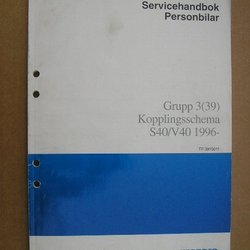 Servicehandbok
Personbilar
Grupp 3(39)
Kopplingsschema
S40/V40 1996-